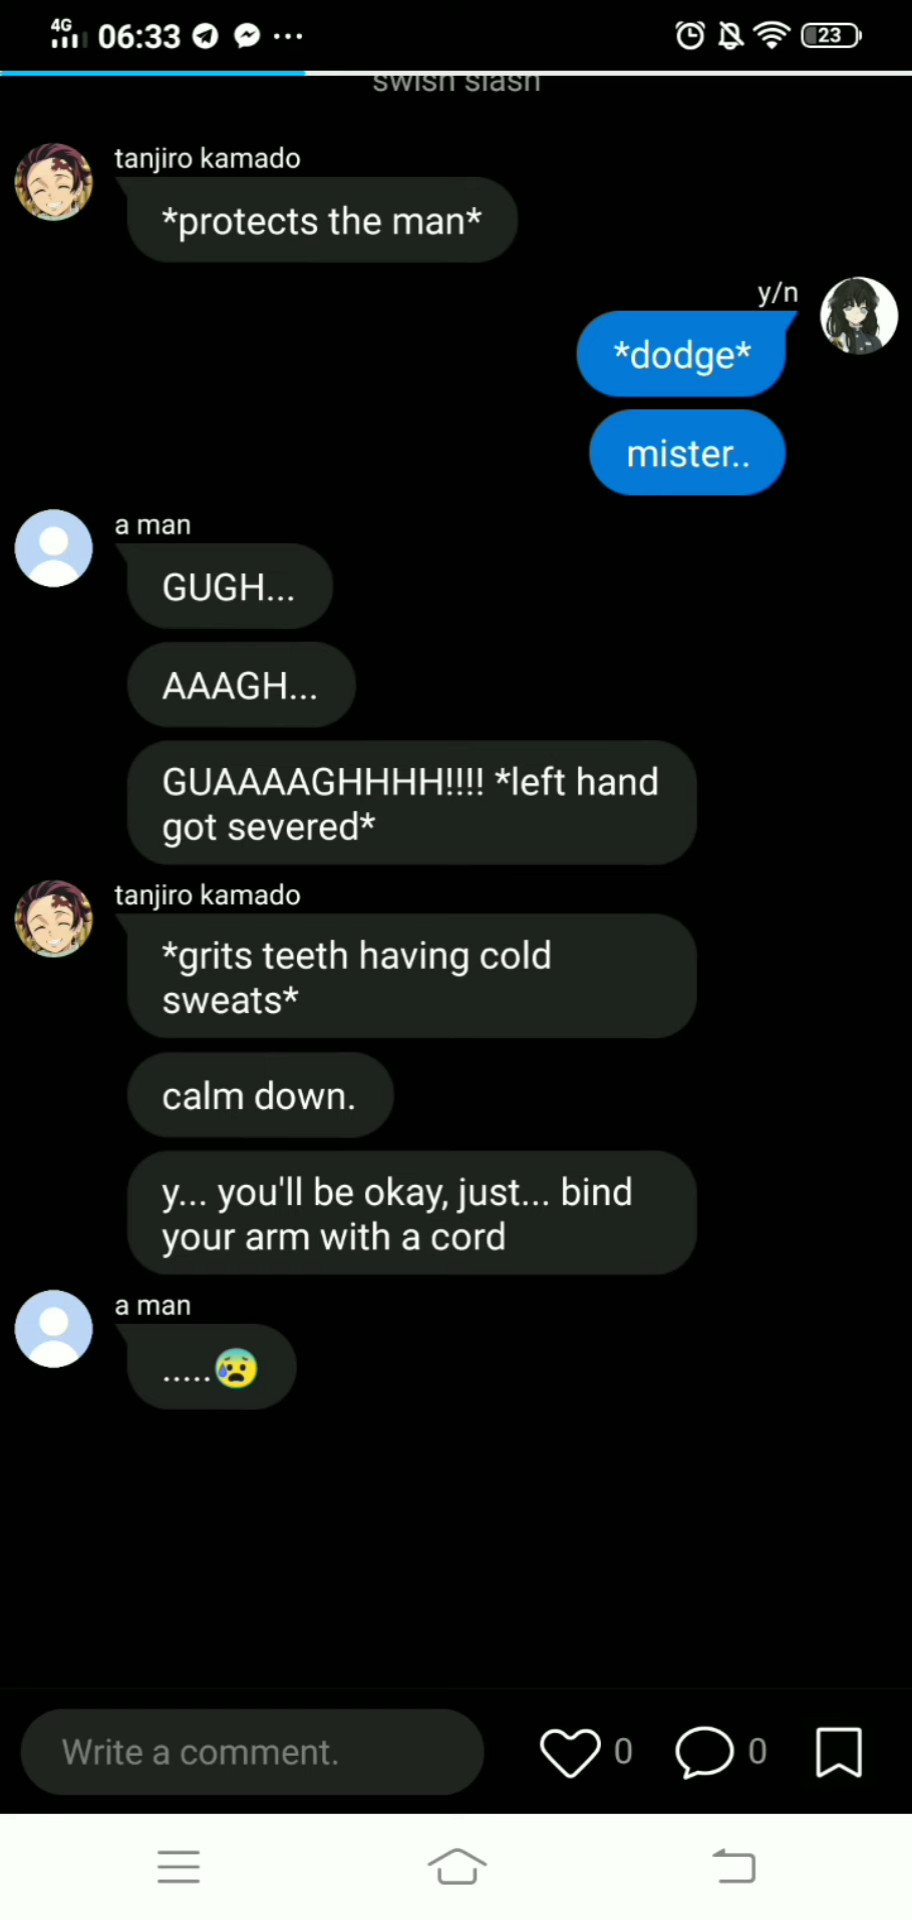 4G 06:33 23
swish slash
tanjiro kamado
*protects the man*
y/n
*dodge*
mister..
a man
GUGH...
AAAGH...
GUAAAAGHHHH!!!! *left hand
got severed*
tanjiro kamado
*grits teeth having cold
sweats*
calm down.
y... you'll be okay, just... bind
your arm with a cord
a man
.....😰
Write a comment. 0 0